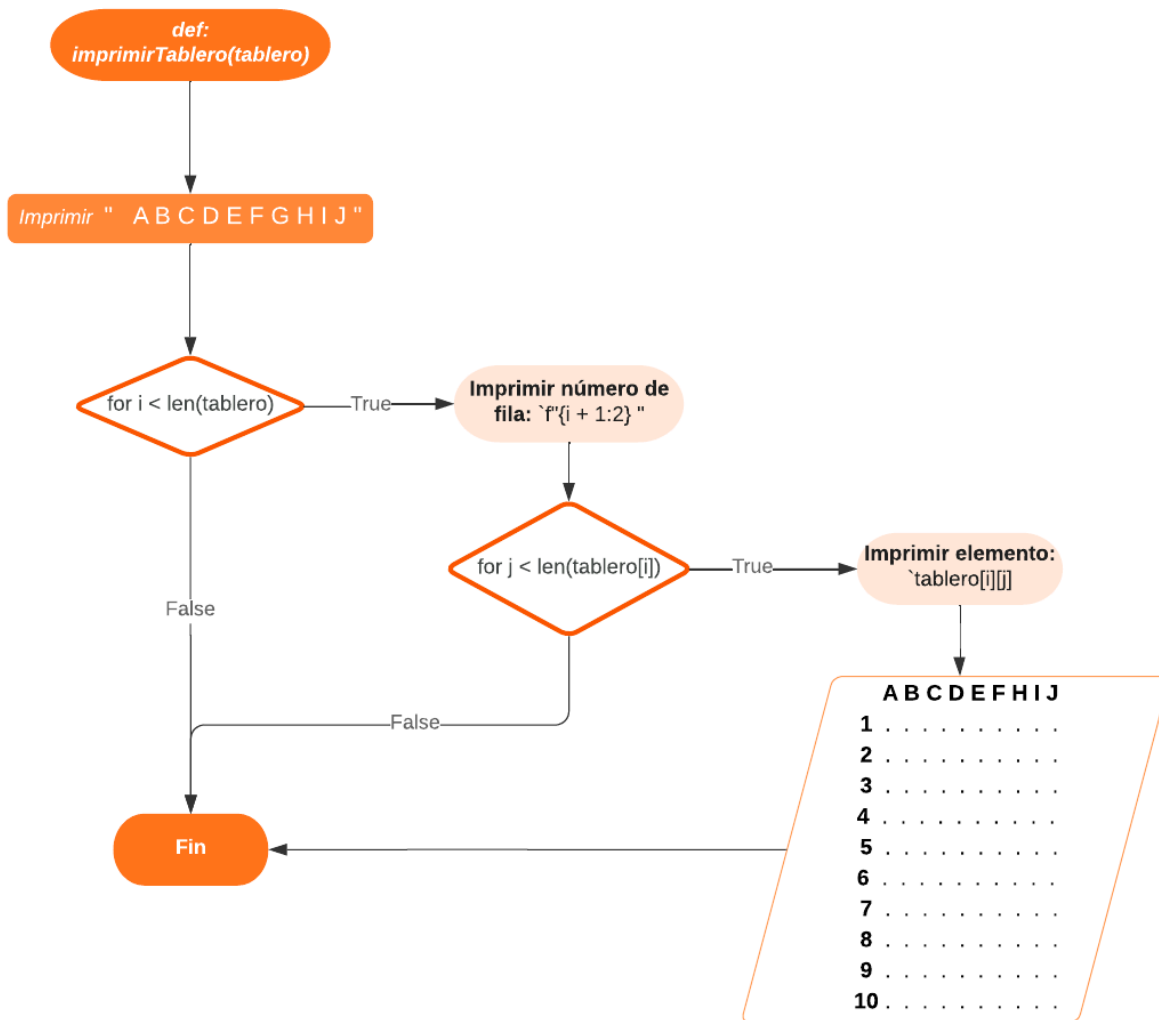 def:
imprimirTablero(tablero)
Imprimir "   A B C D E F G H I J "
for i < len(tablero)
True
Imprimir número de
fila: `f"{i + 1:2} "
for j < len(tablero[i])
True
Imprimir elemento:
`tablero[i][j]
False
False
A B C D E F H I J
1 . . . . . . . . . .
2 . . . . . . . . . .
3 . . . . . . . . . .
4 . . . . . . . . . .
5 . . . . . . . . . .
6 . . . . . . . . . .
7 . . . . . . . . . .
8 . . . . . . . . . .
9 . . . . . . . . . .
10 . . . . . . . . . .
Fin